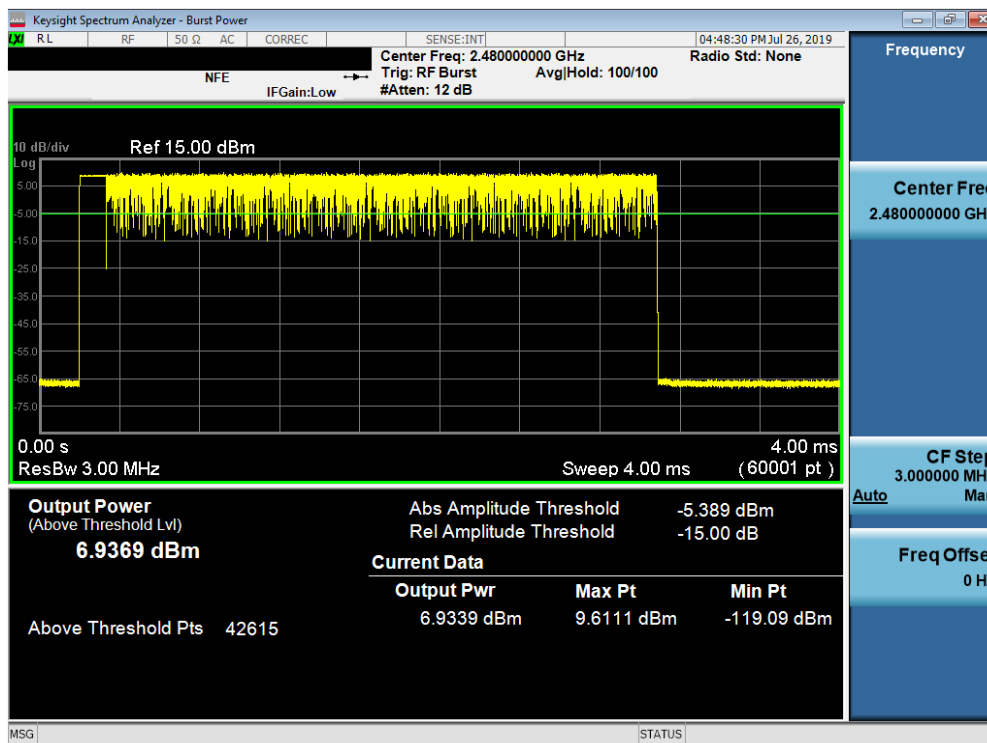 Keysight Spectrum Analyzer - Burst Power
LXI RL RF 50 Ω AC CORREC SENSE:INT 04:48:30 PM Jul 26, 2019
Center Freq: 2.480000000 GHz Radio Std: None
NFE Trig: RF Burst Avg|Hold: 100/100
IFGain:Low #Atten: 12 dB
Frequency
10 dB/div Ref 15.00 dBm
Log
5.00
-5.00
-15.0
-25.0
-35.0
-45.0
-55.0
-65.0
-75.0
0.00 s 4.00 ms
ResBw 3.00 MHz Sweep 4.00 ms (60001 pt)
Center Fre
2.480000000 GH
CF Step
3.000000 MH
Auto Ma
Freq Offse
0 H
Output Power
(Above Threshold Lvl)
6.9369 dBm
Above Threshold Pts 42615
Abs Amplitude Threshold -5.389 dBm
Rel Amplitude Threshold -15.00 dB
Current Data
Output Pwr Max Pt Min Pt
6.9339 dBm 9.6111 dBm -119.09 dBm
MSG STATUS